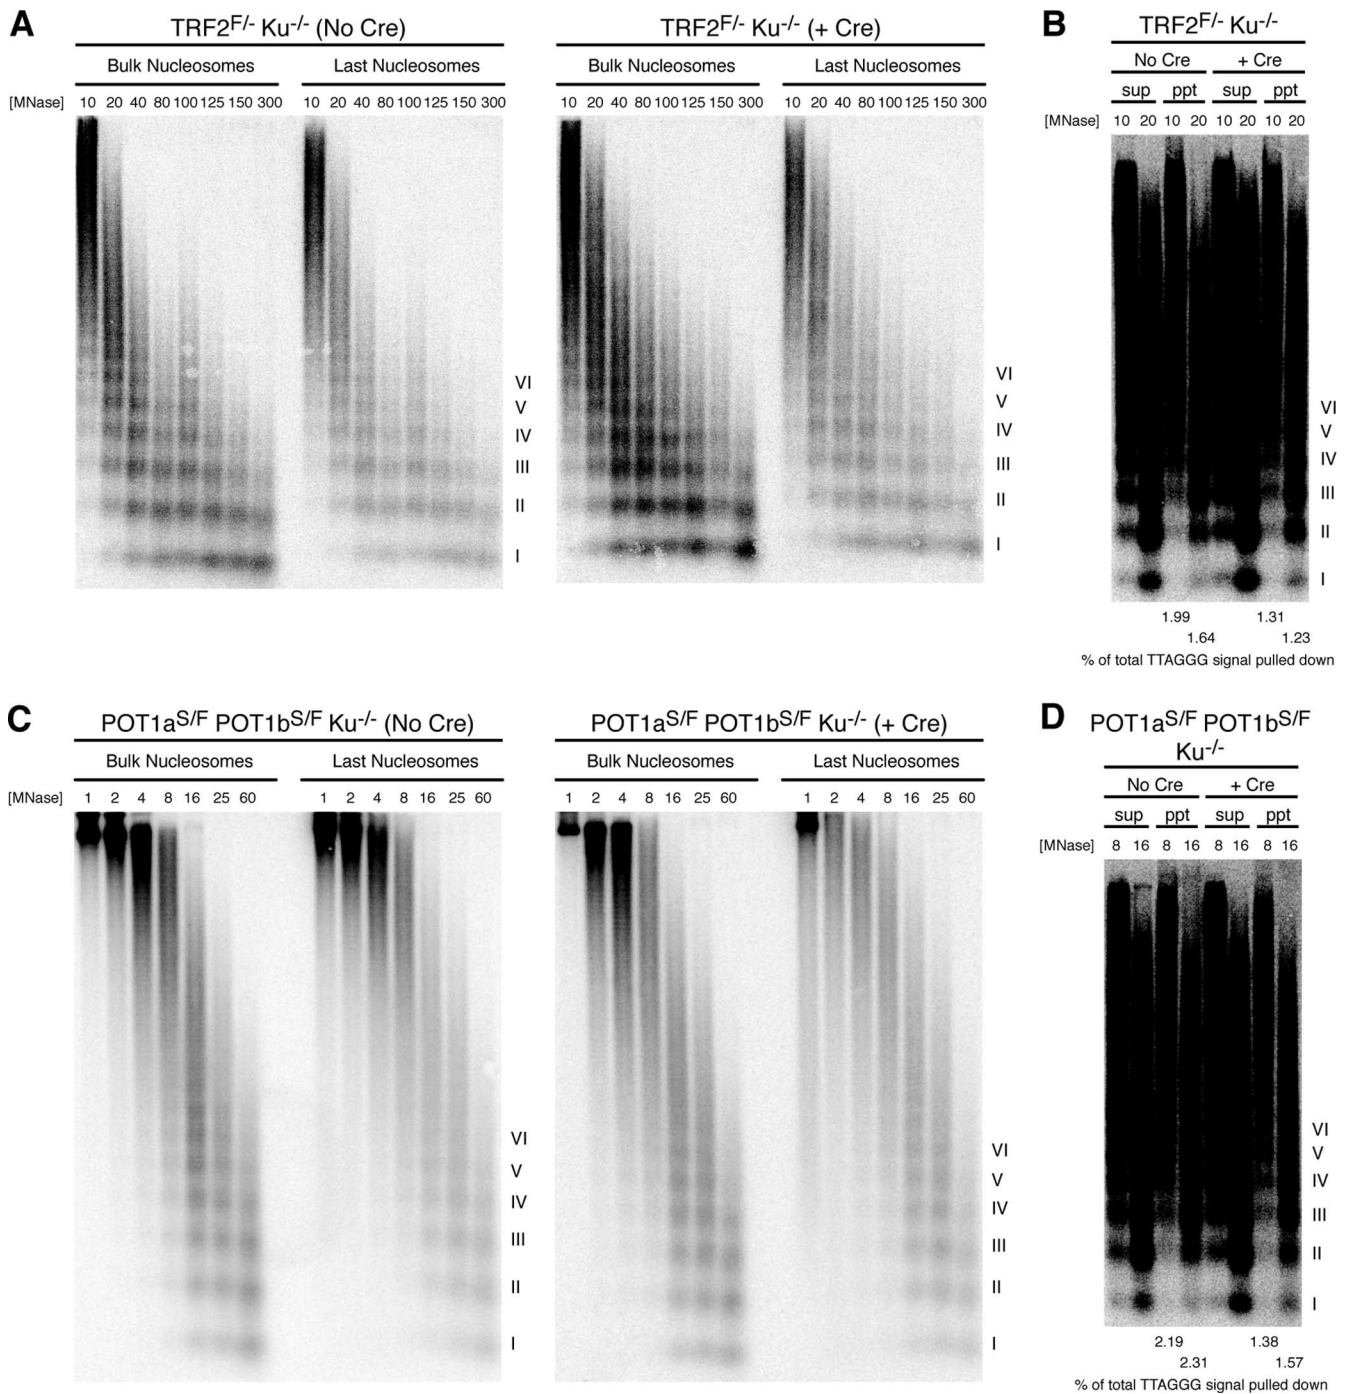 A
TRF2F/- Ku-/- (No Cre)
TRF2F/- Ku-/- (+ Cre)
Bulk Nucleosomes
Last Nucleosomes
Bulk Nucleosomes
Last Nucleosomes
[MNase] 10 20 40 80 100 125 150 300 10 20 40 80 100 125 150 300 10 20 40 80 100 125 150 300 10 20 40 80 100 125 150 300
VI
V
IV
III
II
I
VI
V
IV
III
II
I
B
TRF2F/- Ku-/-
No Cre + Cre
sup ppt sup ppt
[MNase] 10 20 10 20 10 20 10 20
VI
V
IV
III
II
I
1.99 1.31
1.64 1.23
% of total TTAGGG signal pulled down
C
POT1aS/F POT1bS/F Ku-/- (No Cre)
POT1aS/F POT1bS/F Ku-/- (+ Cre)
Bulk Nucleosomes
Last Nucleosomes
Bulk Nucleosomes
Last Nucleosomes
[MNase] 1 2 4 8 16 25 60 1 2 4 8 16 25 60 1 2 4 8 16 25 60 1 2 4 8 16 25 60
VI
V
IV
III
II
I
VI
V
IV
III
II
I
D
POT1aS/F POT1bS/F
Ku-/-
No Cre + Cre
sup ppt sup ppt
[MNase] 8 16 8 16 8 16 8 16
VI
V
IV
III
II
I
2.19 1.38
2.31 1.57
% of total TTAGGG signal pulled down